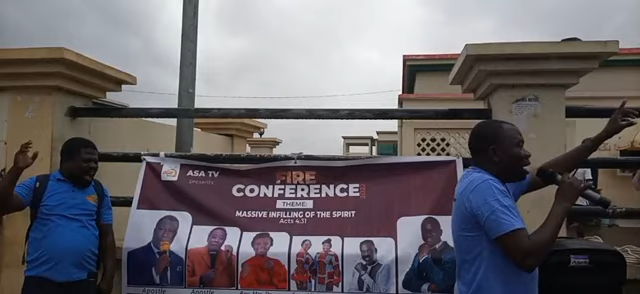 ASA TV
presents
FIRE
CONFERENCE
THEME:
MASSIVE INFILLING OF THE SPIRIT
Acts 4:31
Apostle
Apostle